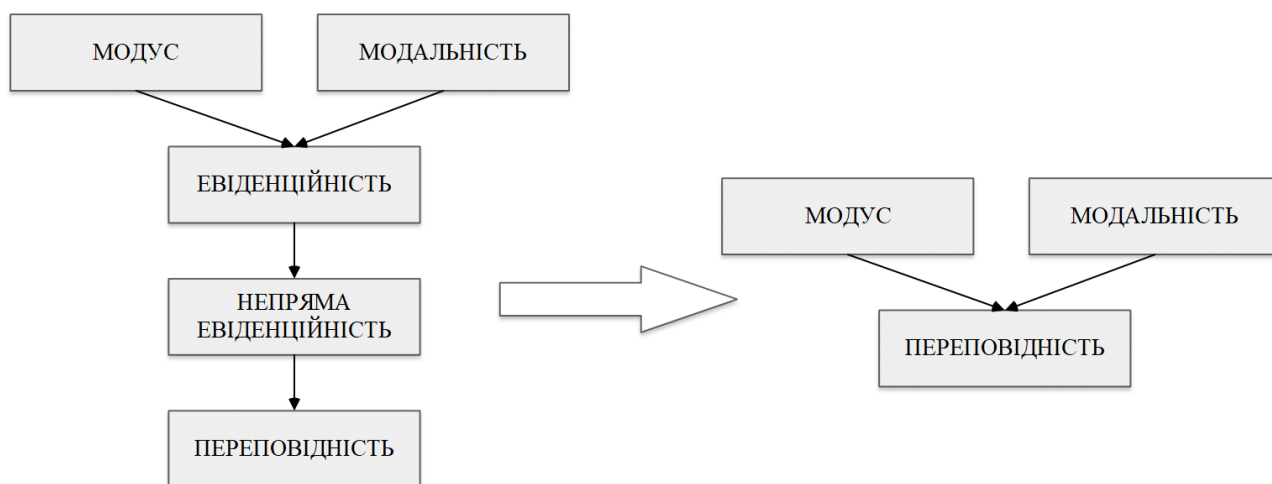 МОДУС
МОДАЛЬНІСТЬ
ЕВІДЕНЦІЙНІСТЬ
НЕПРЯМА
ЕВІДЕНЦІЙНІСТЬ
ПЕРЕПОВІДНІСТЬ
МОДУС
МОДАЛЬНІСТЬ
ПЕРЕПОВІДНІСТЬ